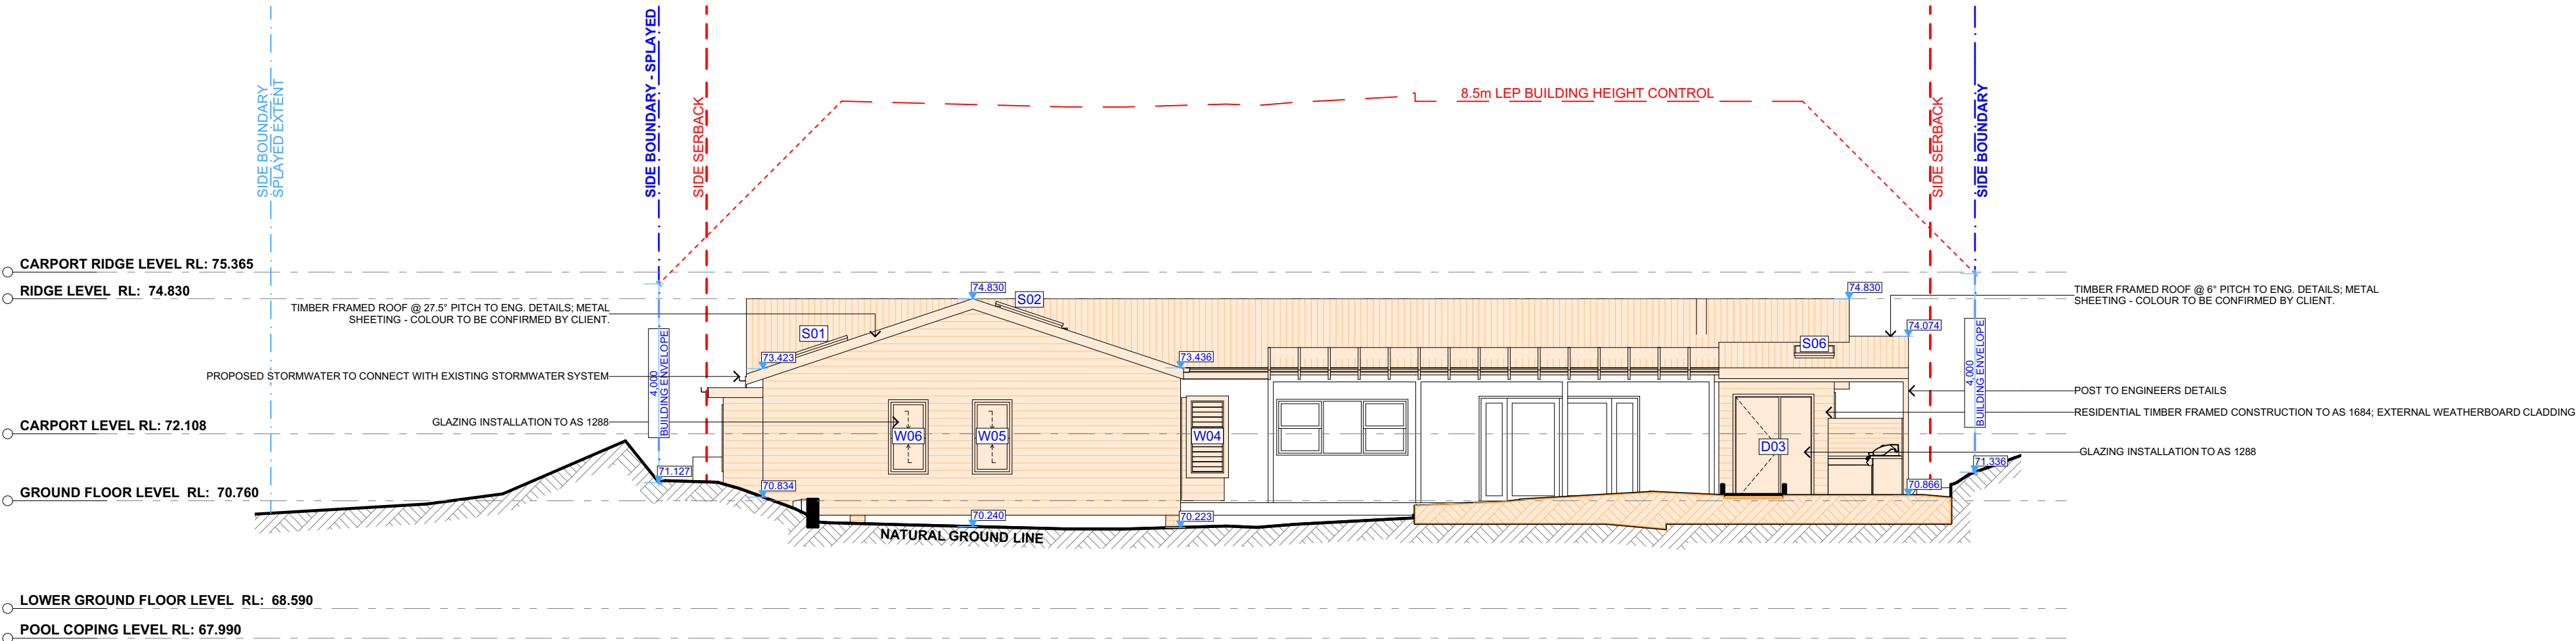 SIDE BOUNDARY
SPLAYED EXTENT
SIDE BOUNDARY - SPLAYED
SIDE SERBACK
8.5m LEP BUILDING HEIGHT CONTROL
SIDE SERBACK
SIDE BOUNDARY
CARPORT RIDGE LEVEL RL: 75.365
RIDGE LEVEL RL: 74.830
TIMBER FRAMED ROOF @ 27.5° PITCH TO ENG. DETAILS; METAL
SHEETING - COLOUR TO BE CONFIRMED BY CLIENT.
74.830
S02
S01
74.830
TIMBER FRAMED ROOF @ 6° PITCH TO ENG. DETAILS; METAL
SHEETING - COLOUR TO BE CONFIRMED BY CLIENT.
74.074
S06
73.423
73.436
PROPOSED STORMWATER TO CONNECT WITH EXISTING STORMWATER SYSTEM
4,000
BUILDING ENVELOPE
4,000
BUILDING ENVELOPE
POST TO ENGINEERS DETAILS
RESIDENTIAL TIMBER FRAMED CONSTRUCTION TO AS 1684; EXTERNAL WEATHERBOARD CLADDING
CARPORT LEVEL RL: 72.108
GLAZING INSTALLATION TO AS 1288
W06
W05
W04
D03
GLAZING INSTALLATION TO AS 1288
71.127
71.336
70.834
70.866
GROUND FLOOR LEVEL RL: 70.760
70.240
70.223
NATURAL GROUND LINE
LOWER GROUND FLOOR LEVEL RL: 68.590
POOL COPING LEVEL RL: 67.990